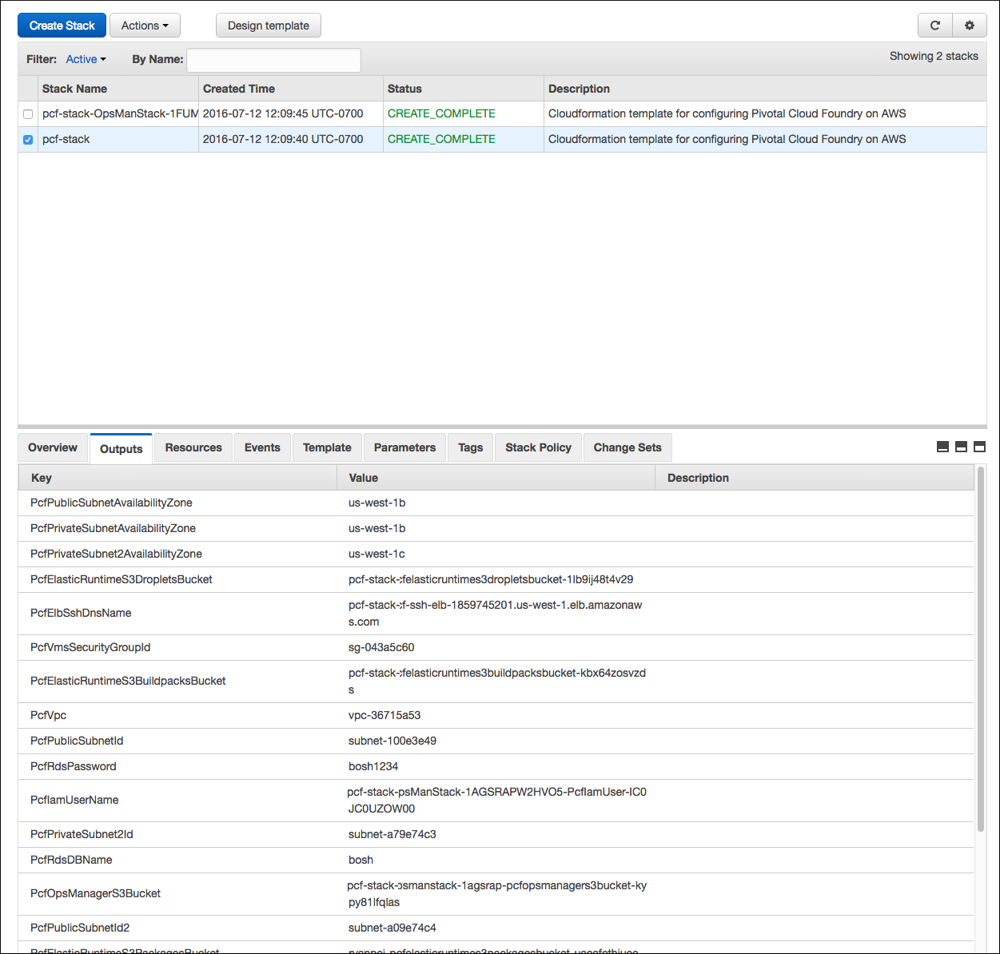 Create Stack Actions Design template
Filter: Active By Name: Showing 2 stacks
Stack Name Created Time Status Description
pcf-stack-OpsManStack-1FUM 2016-07-12 12:09:45 UTC-0700 CREATE_COMPLETE Cloudformation template for configuring Pivotal Cloud Foundry on AWS
pcf-stack 2016-07-12 12:09:40 UTC-0700 CREATE_COMPLETE Cloudformation template for configuring Pivotal Cloud Foundry on AWS
Overview Outputs Resources Events Template Parameters Tags Stack Policy Change Sets
Key Value Description
PcfPublicSubnetAvailabilityZone us-west-1b
PcfPrivateSubnetAvailabilityZone us-west-1b
PcfPrivateSubnet2AvailabilityZone us-west-1c
PcfElasticRuntimeS3DropletsBucket pcf-stack-:felasticruntimes3dropletsbucket-1lb9ij48t4v29
PcfElbSshDnsName pcf-stack-:f-ssh-elb-1859745201.us-west-1.elb.amazonaw
s.com
PcfVmsSecurityGroupId sg-043a5c60
PcfElasticRuntimeS3BuildpacksBucket pcf-stack-:felasticruntimes3buildpacksbucket-kbx64zosvzd
s
PcfVpc vpc-36715a53
PcfPublicSubnetId subnet-100e3e49
PcfRdsPassword bosh1234
PcfIamUserName pcf-stack-psManStack-1AGSRAPW2HVO5-PcfIamUser-IC0
JC0UZOW00
PcfPrivateSubnet2Id subnet-a79e74c3
PcfRdsDBName bosh
PcfOpsManagerS3Bucket pcf-stack-osmanstack-1agsrap-pcfopsmanagers3bucket-ky
py81lfqlas
PcfPublicSubnetId2 subnet-a09e74c4
PcfElasticRuntimeS3PackagesBucket